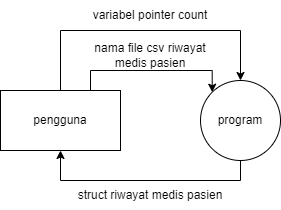 variabel pointer count
nama file csv riwayat
medis pasien
pengguna
program
struct riwayat medis pasien